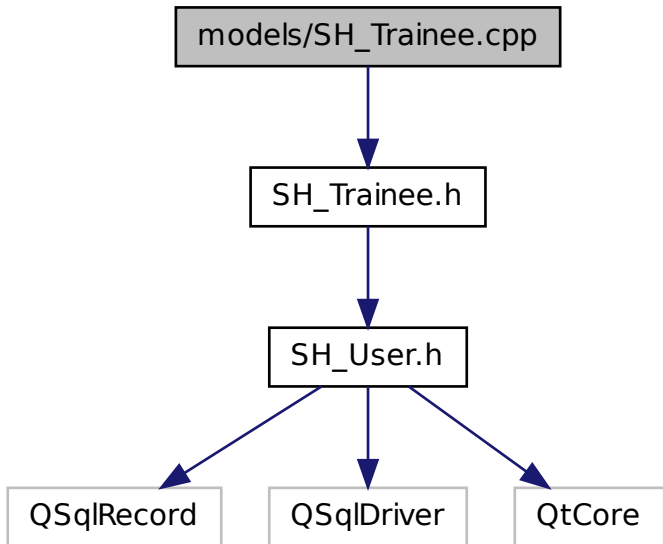 models/SH_Trainee.cpp
SH_Trainee.h
SH_User.h
QSqlRecord
QSqlDriver
QtCore